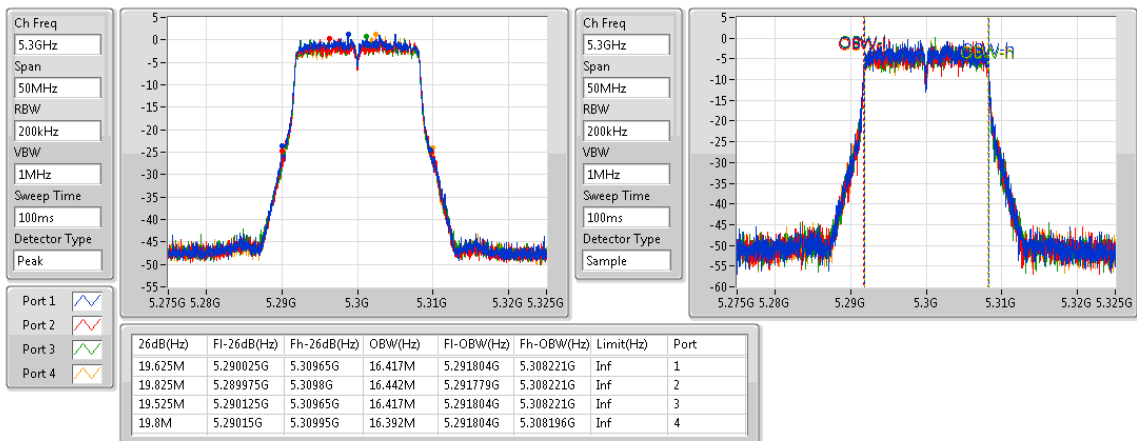 Ch Freq
5.3GHz
Span
50MHz
RBW
200kHz
VBW
1MHz
Sweep Time
100ms
Detector Type
Peak
5
0
-5
-10
-15
-20
-25
-30
-35
-40
-45
-50
-55
5.275G 5.28G 5.29G 5.3G 5.31G 5.32G 5.325G
Ch Freq
5.3GHz
Span
50MHz
RBW
200kHz
VBW
1MHz
Sweep Time
100ms
Detector Type
Sample
5
0
-5
-10
-15
-20
-25
-30
-35
-40
-45
-50
-55
-60
OBW-l
OBW-h
5.275G 5.28G 5.29G 5.3G 5.31G 5.32G 5.325G
Port 1
Port 2
Port 3
Port 4
26dB(Hz) Fl-26dB(Hz) Fh-26dB(Hz) OBW(Hz) Fl-OBW(Hz) Fh-OBW(Hz) Limit(Hz) Port
19.625M 5.290025G 5.30965G 16.417M 5.291804G 5.308221G Inf 1
19.825M 5.289975G 5.3098G 16.442M 5.291779G 5.308221G Inf 2
19.525M 5.290125G 5.30965G 16.417M 5.291804G 5.308221G Inf 3
19.8M 5.29015G 5.30995G 16.392M 5.291804G 5.308196G Inf 4